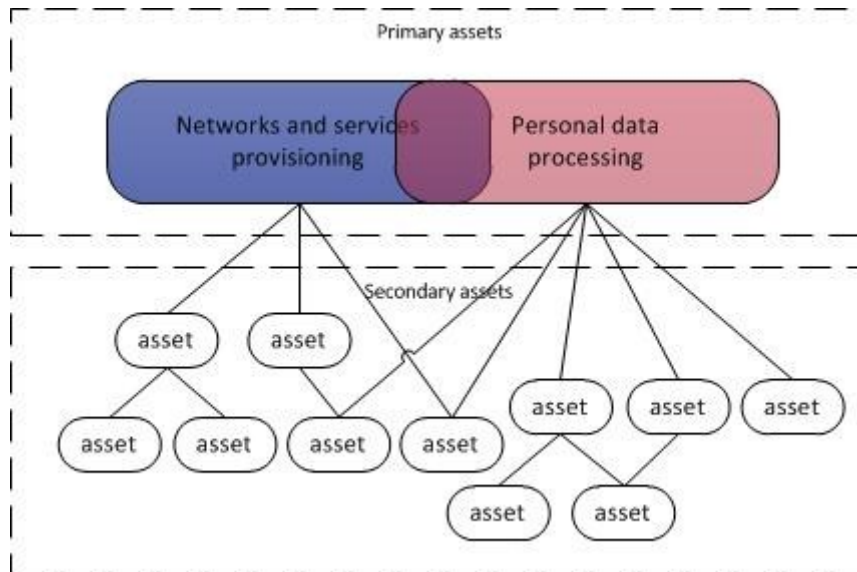 Primary assets
Networks and services
provisioning
Personal data
processing
Secondary assets
asset
asset
asset
asset
asset
asset
asset
asset
asset
asset
asset